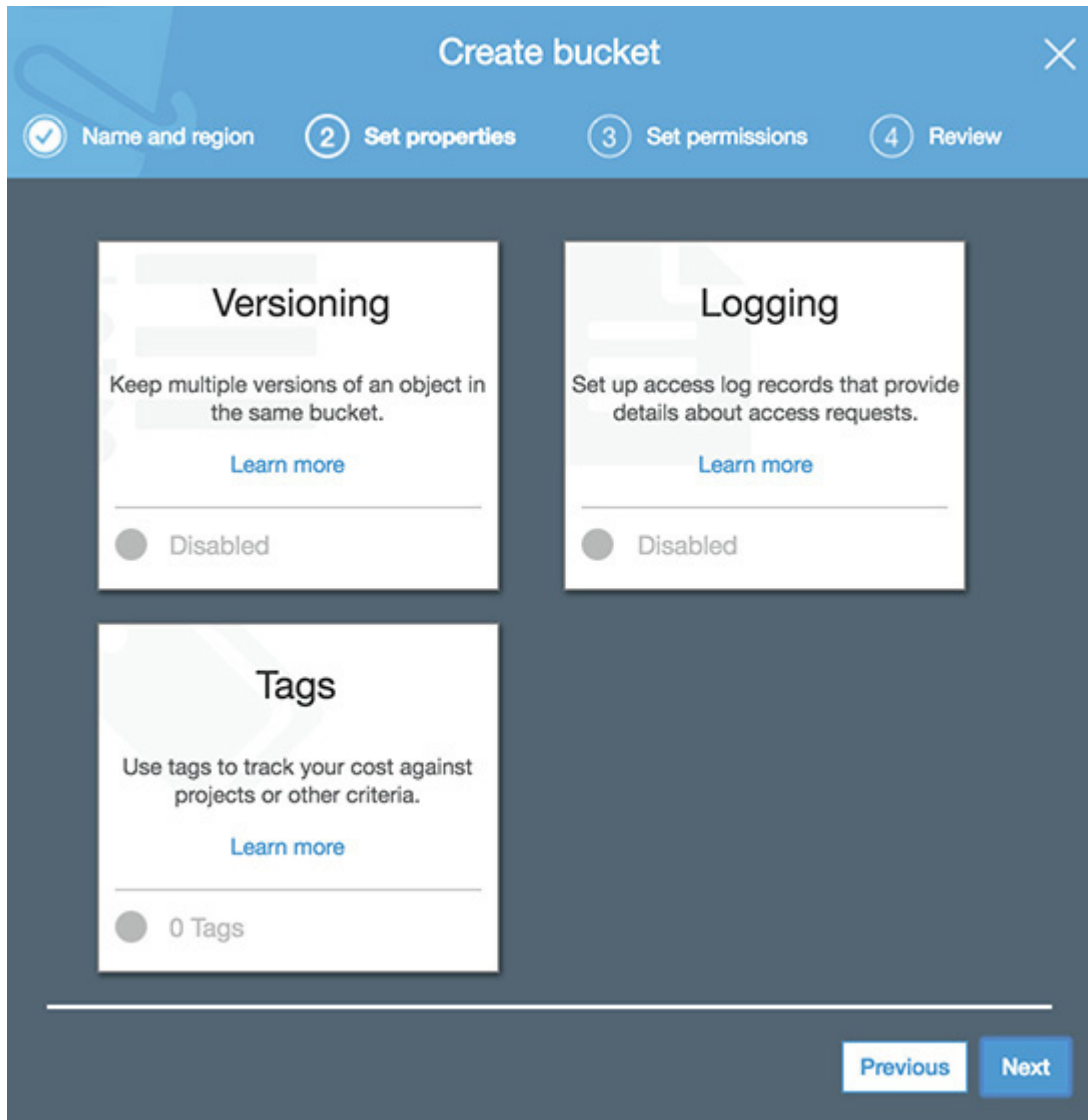 Create bucket
Name and region
2 Set properties
3 Set permissions
4 Review
Versioning
Keep multiple versions of an object in
the same bucket.
Learn more
Disabled
Logging
Set up access log records that provide
details about access requests.
Learn more
Disabled
Tags
Use tags to track your cost against
projects or other criteria.
Learn more
0 Tags
Previous
Next